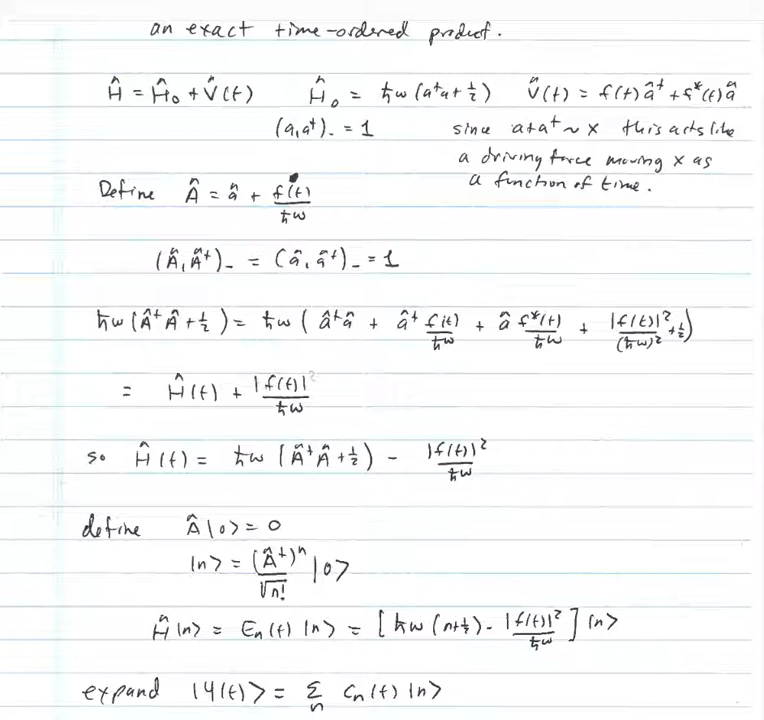 an exact time-ordered product.
Ĥ = Ĥ₀ + V̂(t)   Ĥ₀ = ħω(a†a + ½)   V̂(t) = f(t)â† + f*(t)â
(a,a†)₋ = 1   since a+a† ~ x this acts like
a driving force moving x as
a function of time.
Define Â = â + f(t)/ħω
(Â,Â†)₋ = (â,â†)₋ = 1
ħω(Â†Â + ½) = ħω(â†â + â† f(t)/ħω + â f*(t)/ħω + |f(t)|²/(ħω)² + ½)
= Ĥ(t) + |f(t)|²/ħω
so Ĥ(t) = ħω(Â†Â + ½) - |f(t)|²/ħω
define Â|0> = 0
|n> = (Â†)ⁿ/√n! |0>
Ĥ|n> = Eₙ(t)|n> = [ħω(n+½) - |f(t)|²/ħω]|n>
expand |ψ(t)> = Σₙ Cₙ(t)|n>